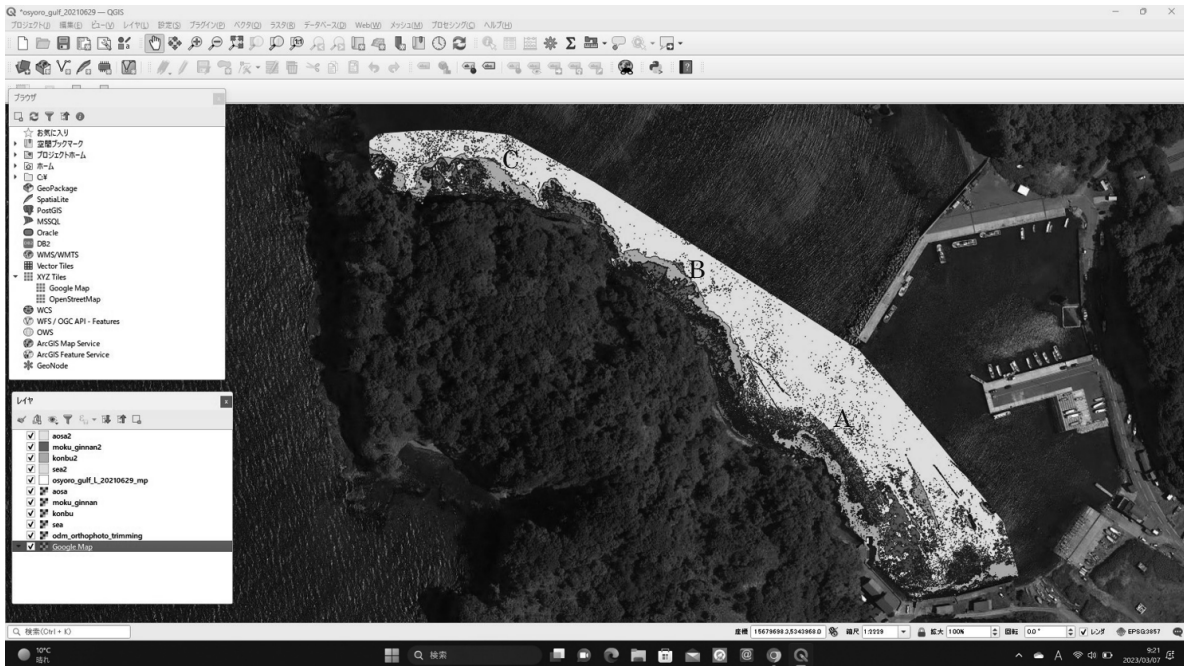 *osyoro_gulf_20210629 — QGIS
プロジェクト(J) 編集(E) ビュー(V) レイヤ(L) 設定(S) プラグイン(P) ベクタ(O) ラスタ(R) データベース(D) Web(W) メッシュ(M) プロセシング(C) ヘルプ(H)
ブラウザ
お気に入り
空間ブックマーク
プロジェクトホーム
ホーム
C:¥
GeoPackage
SpatiaLite
PostGIS
MSSQL
Oracle
DB2
WMS/WMTS
Vector Tiles
XYZ Tiles
Google Map
OpenStreetMap
WCS
WFS / OGC API - Features
OWS
ArcGIS Map Service
ArcGIS Feature Service
GeoNode
C
B
A
レイヤ
aosa2
moku_ginnan2
konbu2
sea2
osyoro_gulf_L_20210629_mp
aosa
moku_ginnan
konbu
sea
odm_orthophoto_trimming
Google Map
検索(Ctrl + K)
座標 15679698.3,5343968.0 縮尺 1:2229 拡大 100% 回転 0.0 ° レンダ EPSG:3857
10°C
晴れ
検索
A
9:21
2023/03/07